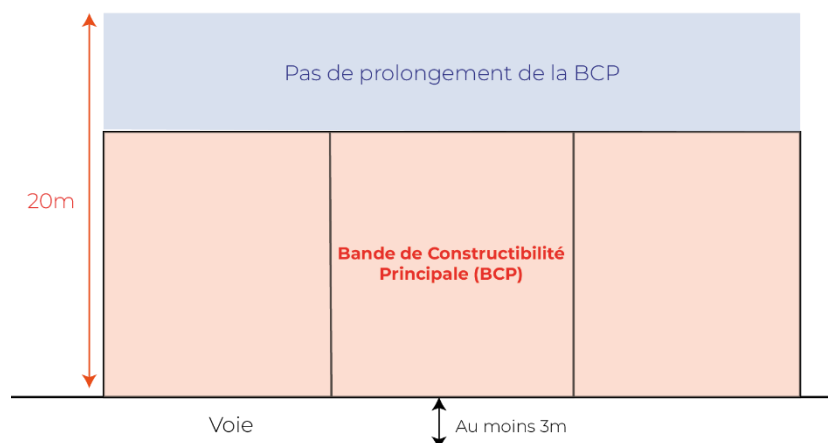 Pas de prolongement de la BCP
20m
Bande de Constructibilité
Principale (BCP)
Voie
Au moins 3m